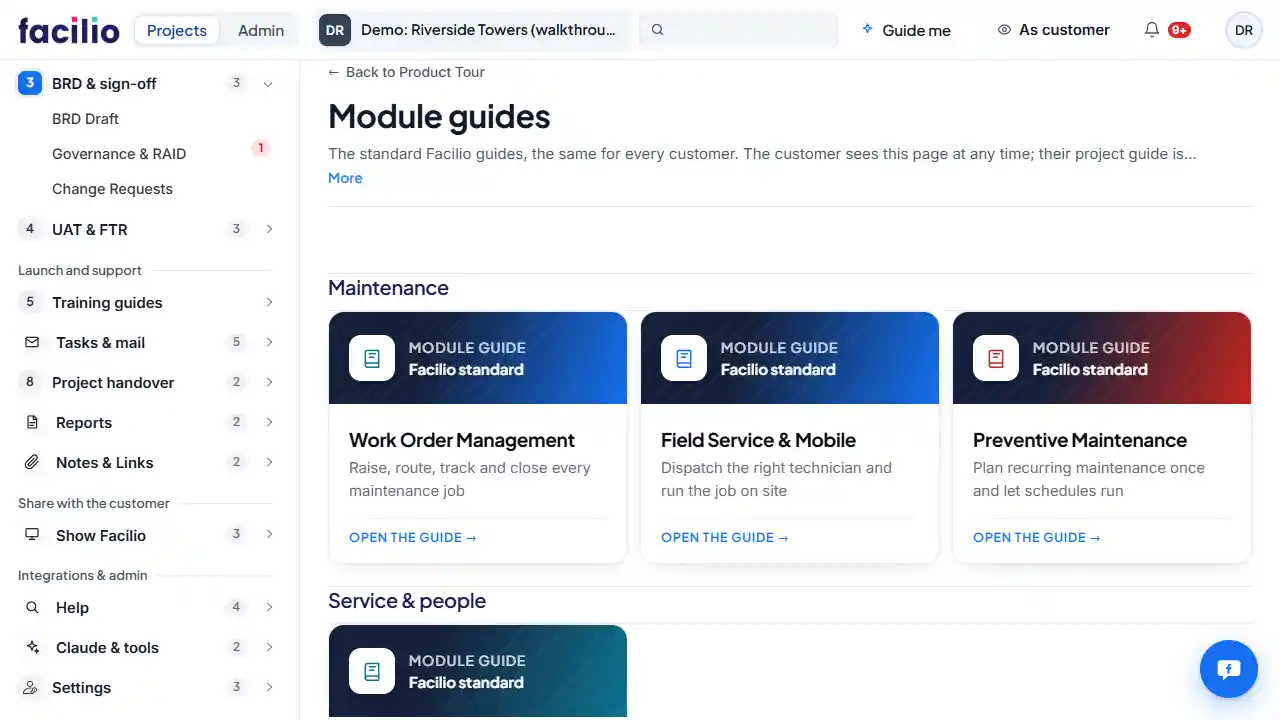 facilio
Projects
Admin
DR
Demo: Riverside Towers (walkthrou...
Guide me
As customer
9+
DR
3
BRD & sign-off
3
BRD Draft
Governance & RAID
1
Change Requests
4
UAT & FTR
3
Launch and support
5
Training guides
Tasks & mail
5
8
Project handover
2
Reports
2
Notes & Links
2
Share with the customer
Show Facilio
3
Integrations & admin
Help
4
Claude & tools
2
Settings
3
← Back to Product Tour
Module guides
The standard Facilio guides, the same for every customer. The customer sees this page at any time; their project guide is...
More
Maintenance
MODULE GUIDE
Facilio standard
Work Order Management
Raise, route, track and close every
maintenance job
OPEN THE GUIDE →
MODULE GUIDE
Facilio standard
Field Service & Mobile
Dispatch the right technician and
run the job on site
OPEN THE GUIDE →
MODULE GUIDE
Facilio standard
Preventive Maintenance
Plan recurring maintenance once
and let schedules run
OPEN THE GUIDE →
Service & people
MODULE GUIDE
Facilio standard